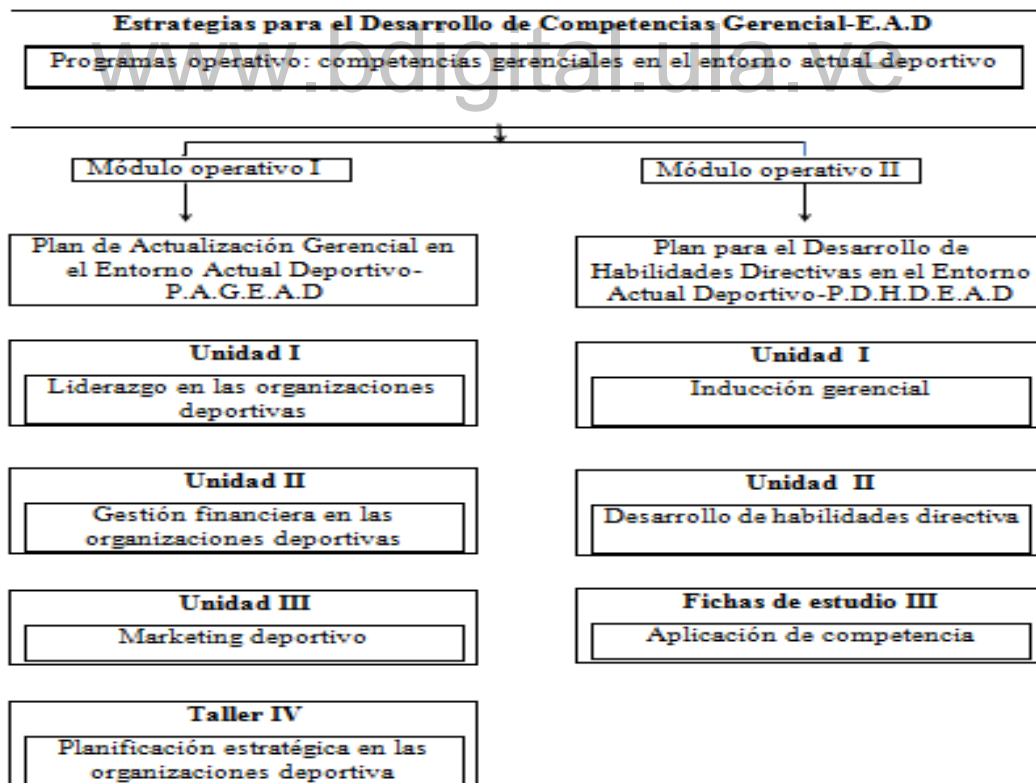 Estrategias para el Desarrollo de Competencias Gerencial-E.A.D
www.bdigital.ula.ve
Programas operativo: competencias gerenciales en el entorno actual deportivo
Módulo operativo I
Plan de Actualización Gerencial en
el Entorno Actual Deportivo-
P.A.G.E.A.D
Unidad I
Liderazgo en las organizaciones
deportivas
Unidad II
Gestión financiera en las
organizaciones deportivas
Unidad III
Marketing deportivo
Taller IV
Planificación estratégica en las
organizaciones deportiva
Módulo operativo II
Plan para el Desarrollo de
Habilidades Directivas en el Entorno
Actual Deportivo-P.D.H.D.E.A.D
Unidad I
Inducción gerencial
Unidad II
Desarrollo de habilidades directiva
Fichas de estudio III
Aplicación de competencia